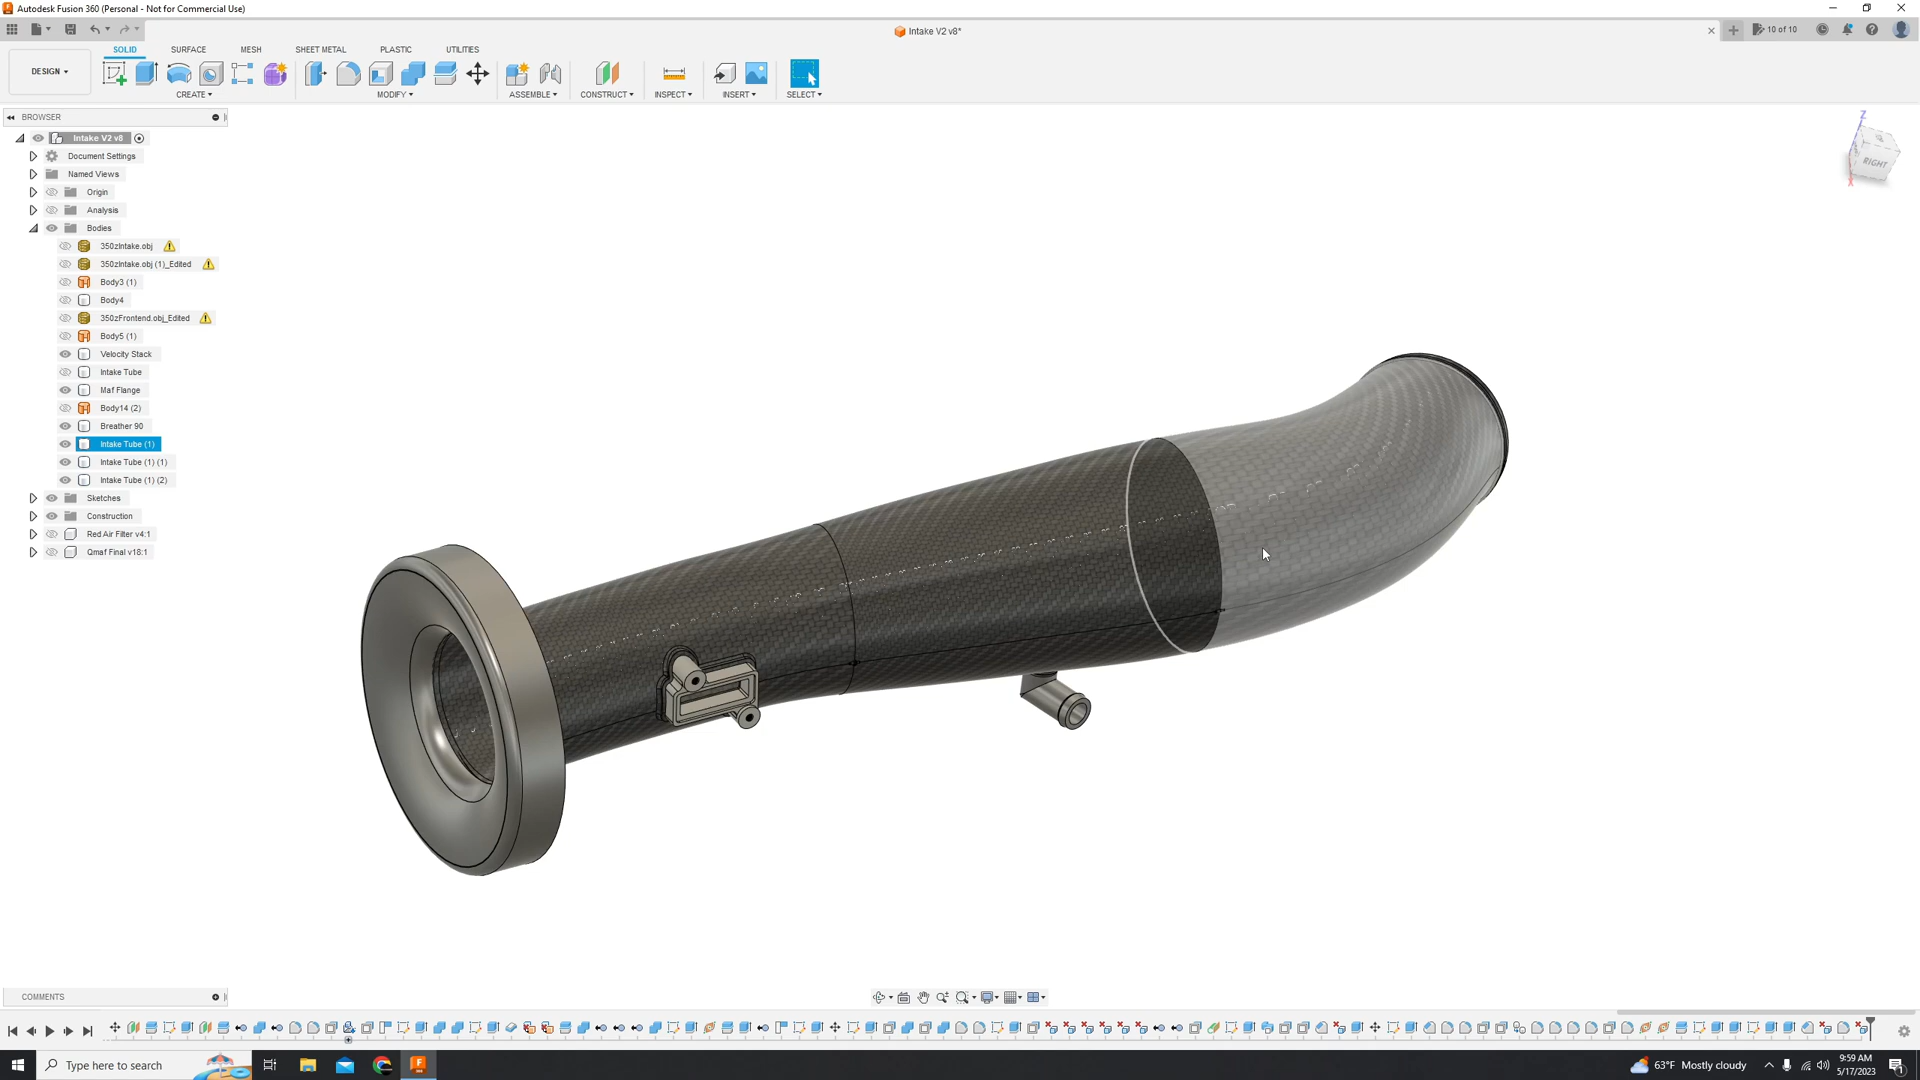 Autodesk Fusion 360 (Personal - Not for Commercial Use)
Intake V2 v8*
10 of 10
SOLID SURFACE MESH SHEET METAL PLASTIC UTILITIES
DESIGN
CREATE MODIFY ASSEMBLE CONSTRUCT INSPECT INSERT SELECT
BROWSER
Intake V2 v8
Document Settings
Named Views
Origin
Analysis
Bodies
350zIntake.obj
350zIntake.obj (1)_Edited
Body3 (1)
Body4
350zFrontend.obj_Edited
Body5 (1)
Velocity Stack
Intake Tube
Maf Flange
Body14 (2)
Breather 90
Intake Tube (1)
Intake Tube (1) (1)
Intake Tube (1) (2)
Sketches
Construction
Red Air Filter v4:1
Qmaf Final v18:1
Z
RIGHT
X
COMMENTS
Type here to search
63°F Mostly cloudy
9:59 AM
5/17/2023